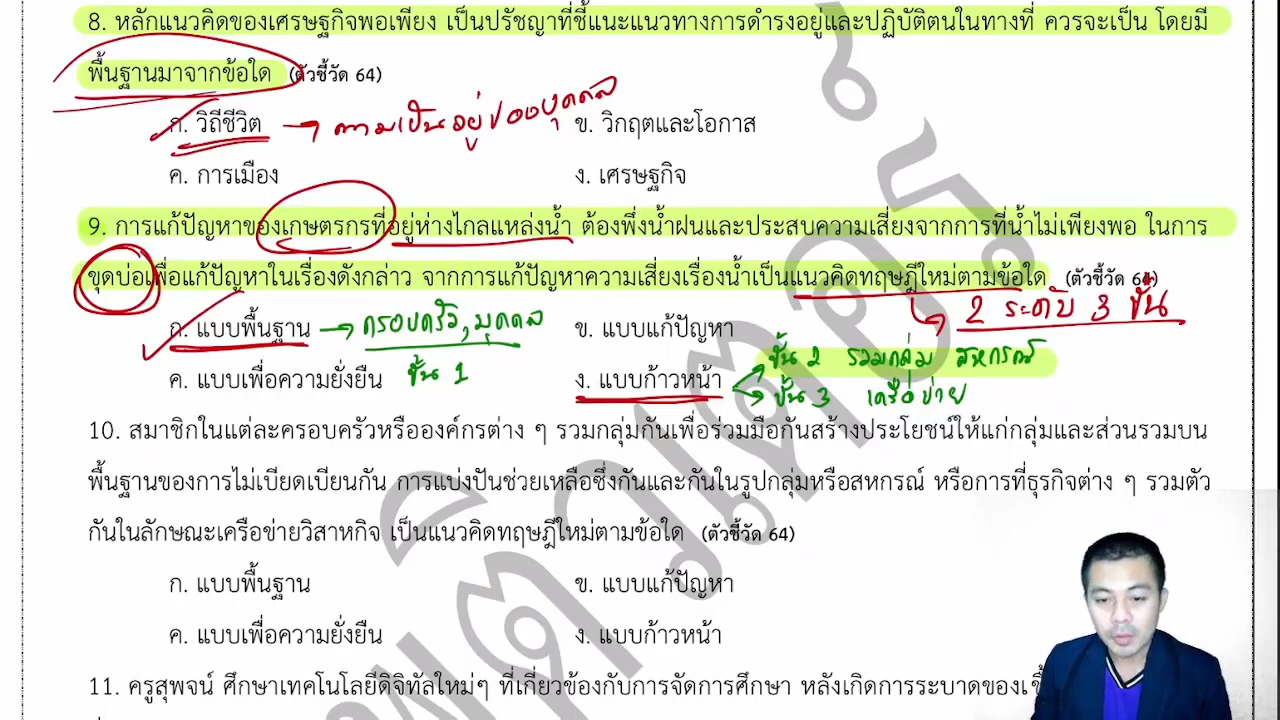 8. หลักแนวคิดของเศรษฐกิจพอเพียง เป็นปรัชญาที่ชี้แนะแนวทางการดำรงอยู่และปฏิบัติตนในทางที่ ควรจะเป็น โดยมี
พื้นฐานมาจากข้อใด (ตัวชี้วัด 64)
ก. วิถีชีวิต → ความเป็นอยู่ของบุคคล ข. วิกฤตและโอกาส
ค. การเมือง ง. เศรษฐกิจ
9. การแก้ปัญหาของเกษตรกรที่อยู่ห่างไกลแหล่งน้ำ ต้องพึ่งน้ำฝนและประสบความเสี่ยงจากการที่น้ำไม่เพียงพอ ในการ
ขุดบ่อเพื่อแก้ปัญหาในเรื่องดังกล่าว จากการแก้ปัญหาความเสี่ยงเรื่องน้ำเป็นแนวคิดทฤษฎีใหม่ตามข้อใด (ตัวชี้วัด 64)
2 ระดับ 3 ขั้น
ก. แบบพื้นฐาน → ครอบครัว, บุคคล ข. แบบแก้ปัญหา
ขั้น 2 รวมกลุ่ม สหกรณ์
ค. แบบเพื่อความยั่งยืน ขั้น 1 ง. แบบก้าวหน้า
ขั้น 3 เครือข่าย
10. สมาชิกในแต่ละครอบครัวหรือองค์กรต่าง ๆ รวมกลุ่มกันเพื่อร่วมมือกันสร้างประโยชน์ให้แก่กลุ่มและส่วนรวมบน
พื้นฐานของการไม่เบียดเบียนกัน การแบ่งปันช่วยเหลือซึ่งกันและกันในรูปกลุ่มหรือสหกรณ์ หรือการที่ธุรกิจต่าง ๆ รวมตัว
กันในลักษณะเครือข่ายวิสาหกิจ เป็นแนวคิดทฤษฎีใหม่ตามข้อใด (ตัวชี้วัด 64)
ก. แบบพื้นฐาน ข. แบบแก้ปัญหา
ค. แบบเพื่อความยั่งยืน ง. แบบก้าวหน้า
11. ครูสุพจน์ ศึกษาเทคโนโลยีดิจิทัลใหม่ๆ ที่เกี่ยวข้องกับการจัดการศึกษา หลังเกิดการระบาดของ